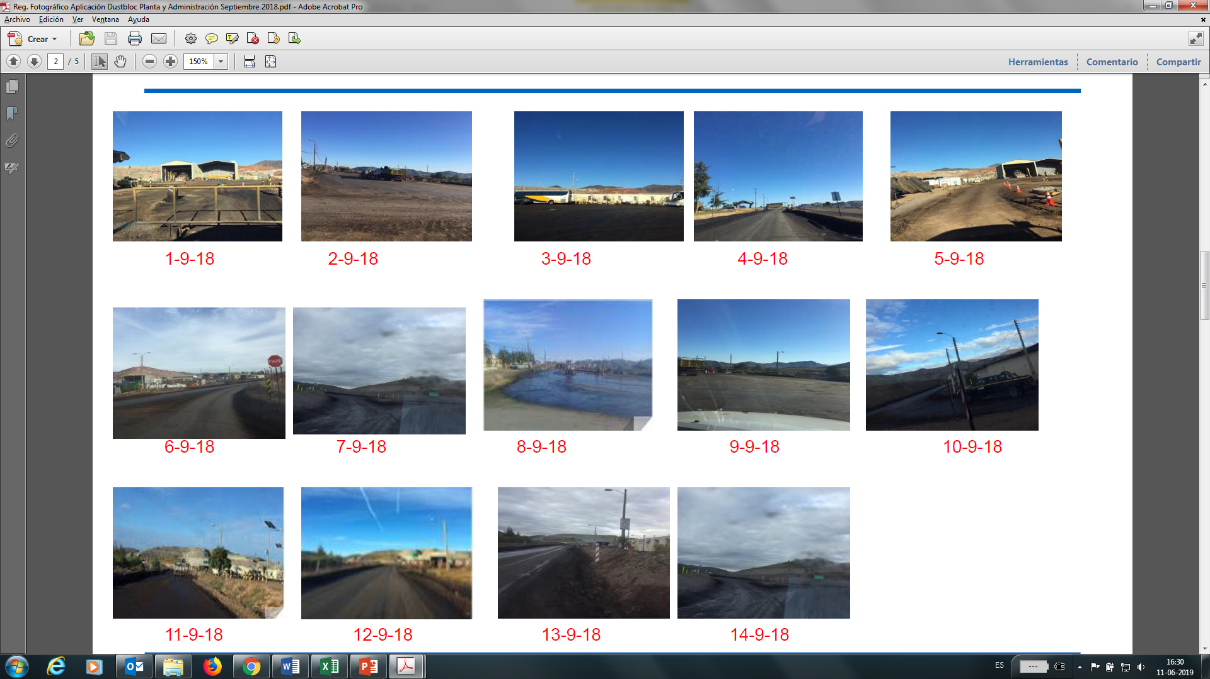 Reg. Fotográfico Aplicación Dustbloc Planta y Administración Septiembre 2018.pdf - Adobe Acrobat Pro
Archivo Edición Ver Ventana Ayuda
Crear
2 / 5 150% Herramientas Comentario Compartir
1-9-18 2-9-18 3-9-18 4-9-18 5-9-18
6-9-18 7-9-18 8-9-18 9-9-18 10-9-18
11-9-18 12-9-18 13-9-18 14-9-18
ES 16:30
11-06-2019